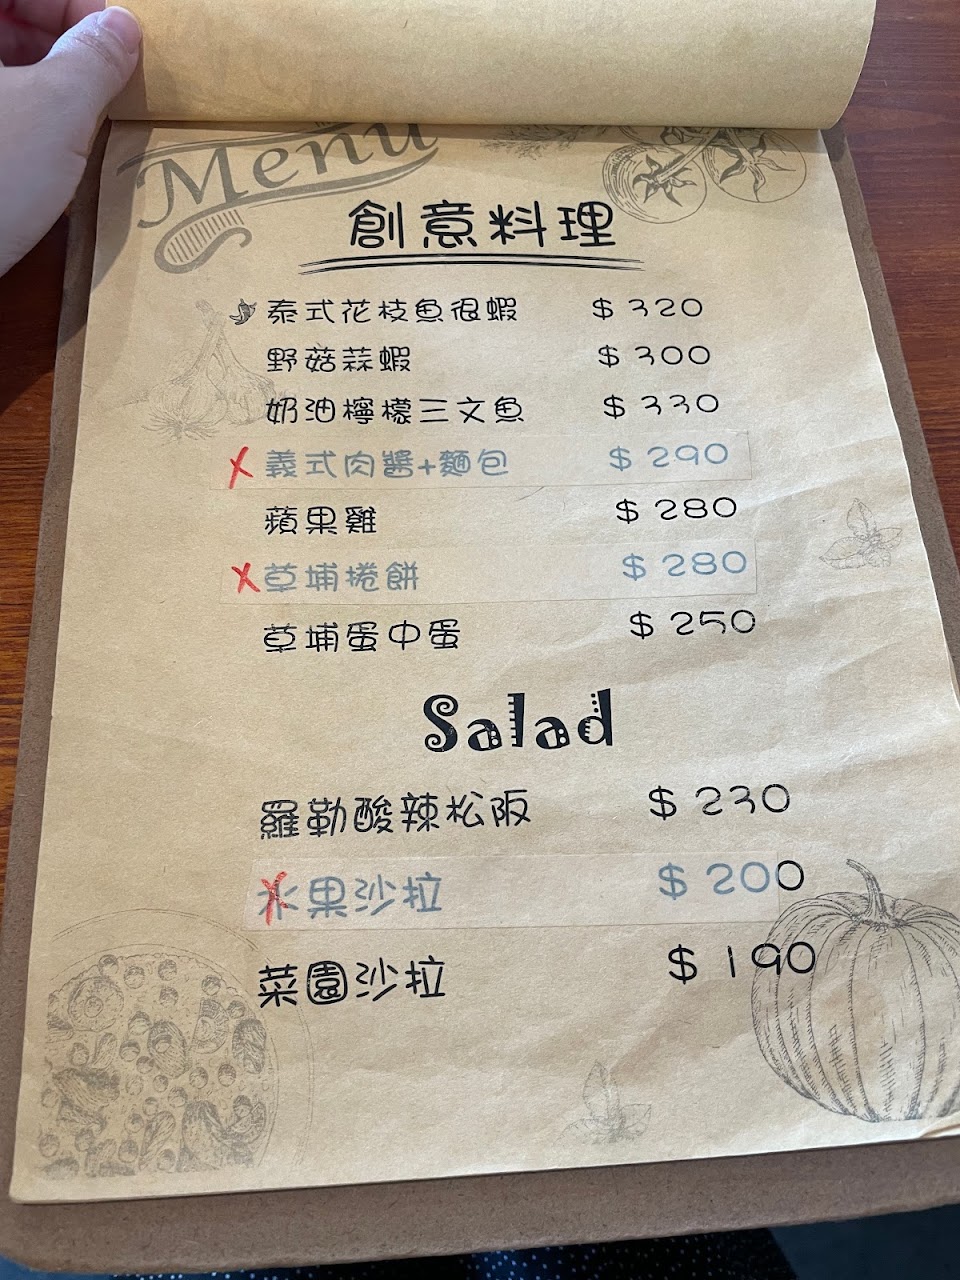 Menu
創意料理
泰式花枝魚很蝦 $320
野菇蒜蝦 $300
奶油檸檬三文魚 $330
X 義式肉醬+麵包 $290
蘋果雞 $280
X 草埔捲餅 $280
草埔蛋中蛋 $250
Salad
羅勒酸辣松阪 $230
X 水果沙拉 $200
菜園沙拉 $190